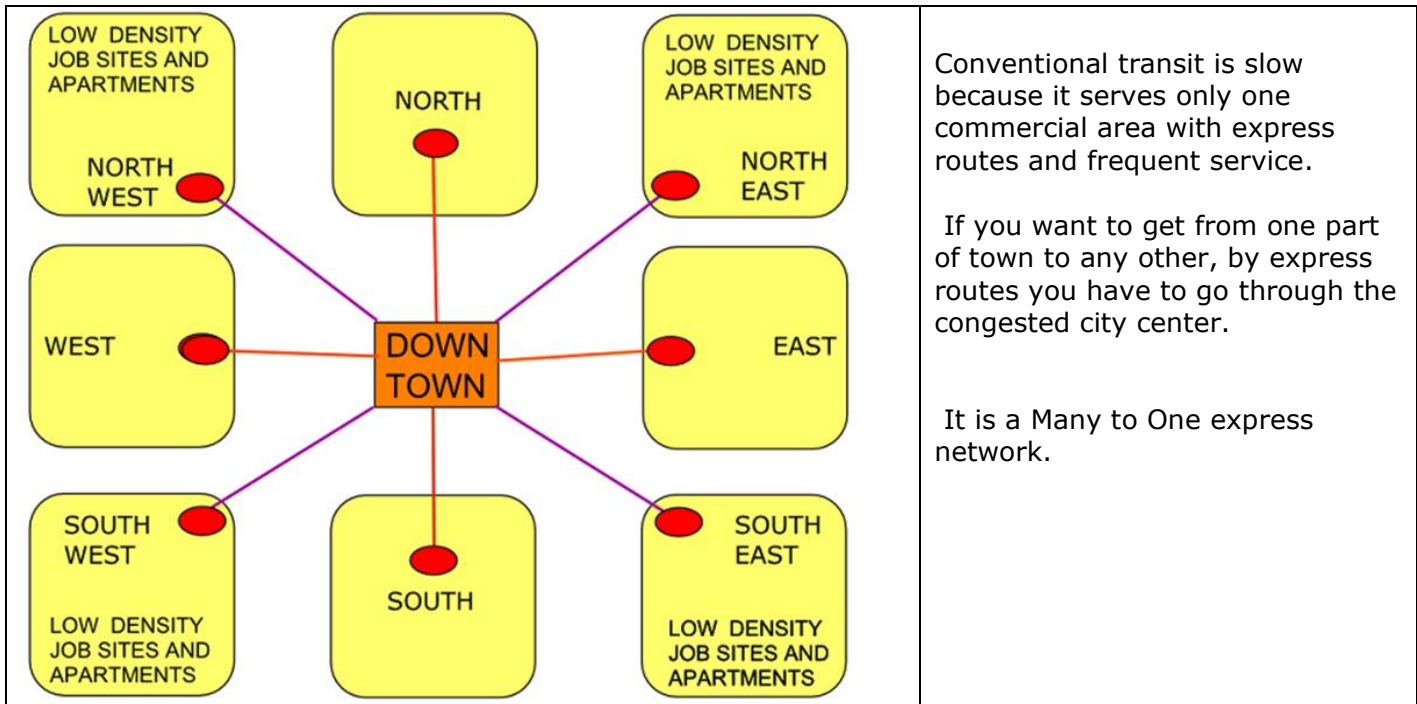 LOW DENSITY
JOB SITES AND
APARTMENTS
NORTH
WEST
NORTH
LOW DENSITY
JOB SITES AND
APARTMENTS
NORTH
EAST
WEST
DOWN
TOWN
EAST
SOUTH
WEST
LOW DENSITY
JOB SITES AND
APARTMENTS
SOUTH
SOUTH
EAST
LOW DENSITY
JOB SITES AND
APARTMENTS
Conventional transit is slow
because it serves only one
commercial area with express
routes and frequent service.
If you want to get from one part
of town to any other, by express
routes you have to go through the
congested city center.
It is a Many to One express
network.